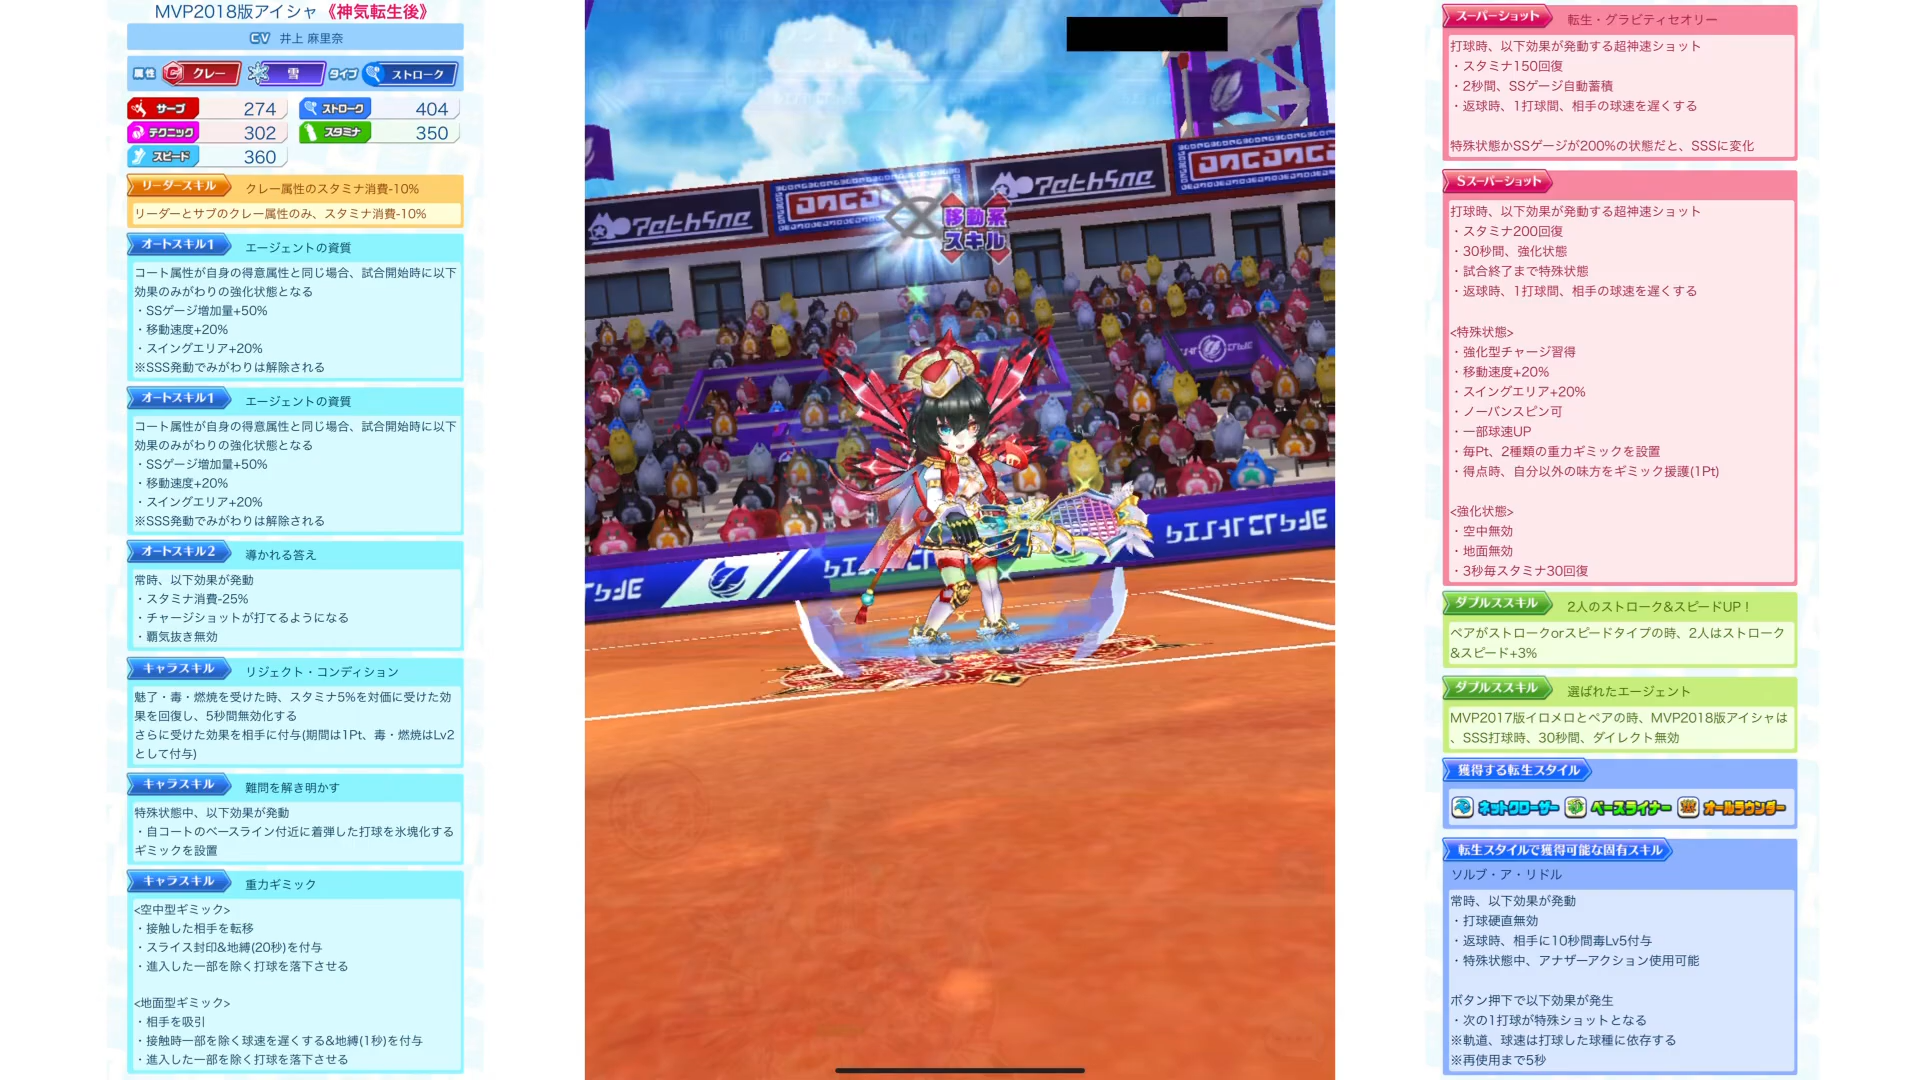 MVP2018版アイシャ《神気転生後》
CV 井上 麻里奈
属性 クレー 雪 タイプ ストローク
サーブ 274 ストローク 404
テクニック 302 スタミナ 350
スピード 360
リーダースキル クレー属性のスタミナ消費-10%
リーダーとサブのクレー属性のみ、スタミナ消費-10%
オートスキル1 エージェントの資質
コート属性が自身の得意属性と同じ場合、試合開始時に以下
効果のみがわりの強化状態となる
・SSゲージ増加量+50%
・移動速度+20%
・スイングエリア+20%
※SSS発動でみがわりは解除される
オートスキル1 エージェントの資質
コート属性が自身の得意属性と同じ場合、試合開始時に以下
効果のみがわりの強化状態となる
・SSゲージ増加量+50%
・移動速度+20%
・スイングエリア+20%
※SSS発動でみがわりは解除される
オートスキル2 導かれる答え
常時、以下効果が発動
・スタミナ消費-25%
・チャージショットが打てるようになる
・覇気抜き無効
キャラスキル リジェクト・コンディション
魅了・毒・燃焼を受けた時、スタミナ5%を対価に受けた効
果を回復し、5秒間無効化する
さらに受けた効果を相手に付与(期間は1Pt、毒・燃焼はLv2
として付与)
キャラスキル 難問を解き明かす
特殊状態中、以下効果が発動
・自コートのベースライン付近に着弾した打球を氷塊化する
ギミックを設置
キャラスキル 重力ギミック
<空中型ギミック>
・接触した相手を転移
・スライス封印&地縛(20秒)を付与
・進入した一部を除く打球を落下させる
<地面型ギミック>
・相手を吸引
・接触時一部を除く球速を遅くする&地縛(1秒)を付与
・進入した一部を除く打球を落下させる
移動系
スキル
スーパーショット 転生・グラビティセオリー
打球時、以下効果が発動する超神速ショット
・スタミナ150回復
・2秒間、SSゲージ自動蓄積
・返球時、1打球間、相手の球速を遅くする
特殊状態かSSゲージが200%の状態だと、SSSに変化
Sスーパーショット
打球時、以下効果が発動する超神速ショット
・スタミナ200回復
・30秒間、強化状態
・試合終了まで特殊状態
・返球時、1打球間、相手の球速を遅くする
<特殊状態>
・強化型チャージ習得
・移動速度+20%
・スイングエリア+20%
・ノーバンスピン可
・一部球速UP
・毎Pt、2種類の重力ギミックを設置
・得点時、自分以外の味方をギミック援護(1Pt)
<強化状態>
・空中無効
・地面無効
・3秒毎スタミナ30回復
ダブルススキル 2人のストローク&スピードUP！
ペアがストロークorスピードタイプの時、2人はストローク
&スピード+3%
ダブルススキル 選ばれたエージェント
MVP2017版イロメロとペアの時、MVP2018版アイシャは
、SSS打球時、30秒間、ダイレクト無効
獲得する転生スタイル
ネットクローザー ベースライナー オールラウンダー
転生スタイルで獲得可能な固有スキル
ソルブ・ア・リドル
常時、以下効果が発動
・打球硬直無効
・返球時、相手に10秒間毒Lv5付与
・特殊状態中、アナザーアクション使用可能
ボタン押下で以下効果が発生
・次の1打球が特殊ショットとなる
※軌道、球速は打球した球種に依存する
※再使用まで5秒